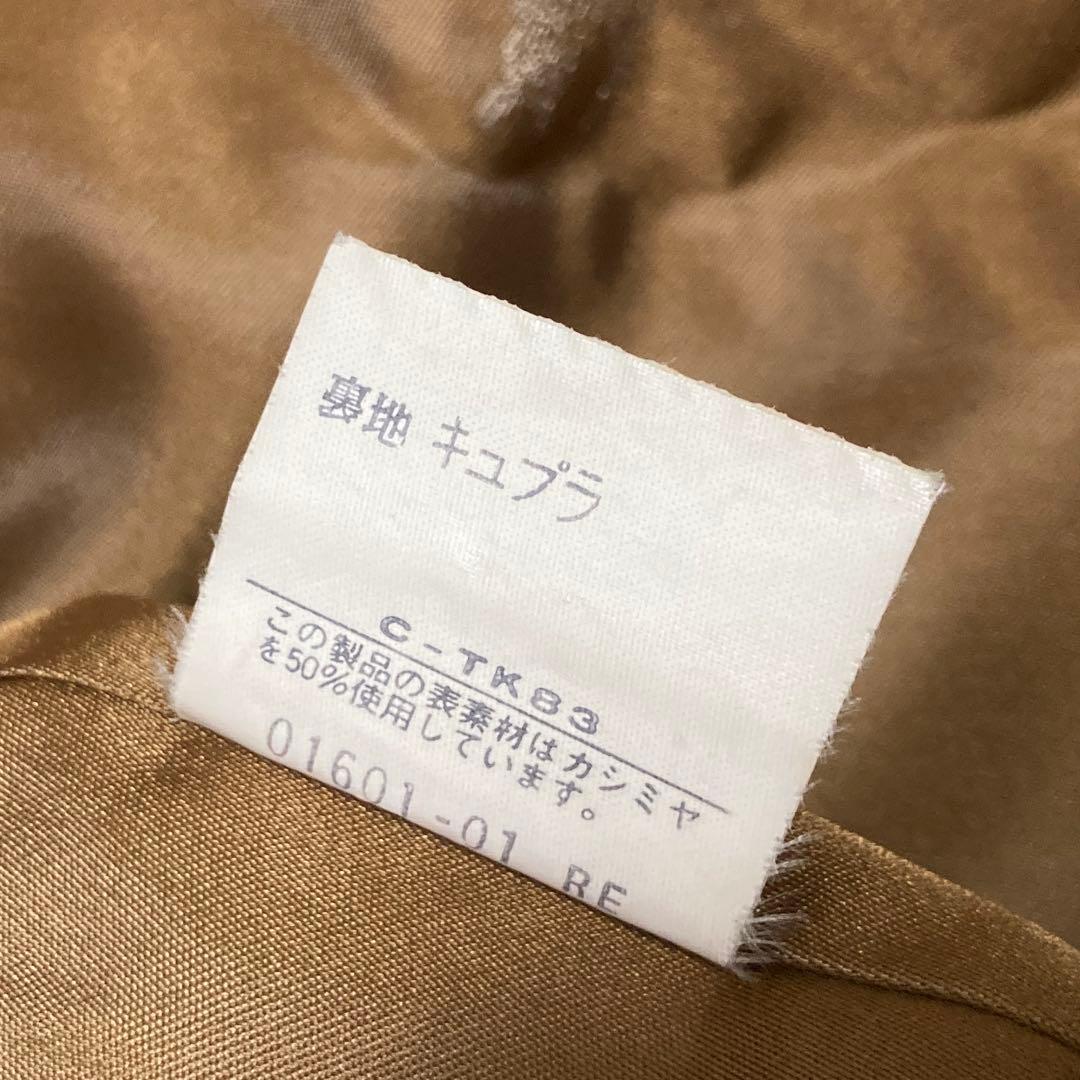 裏地 キュプラ
C-TK83
この製品の表素材はカシミヤ
を50%使用しています。
01601-01 RE